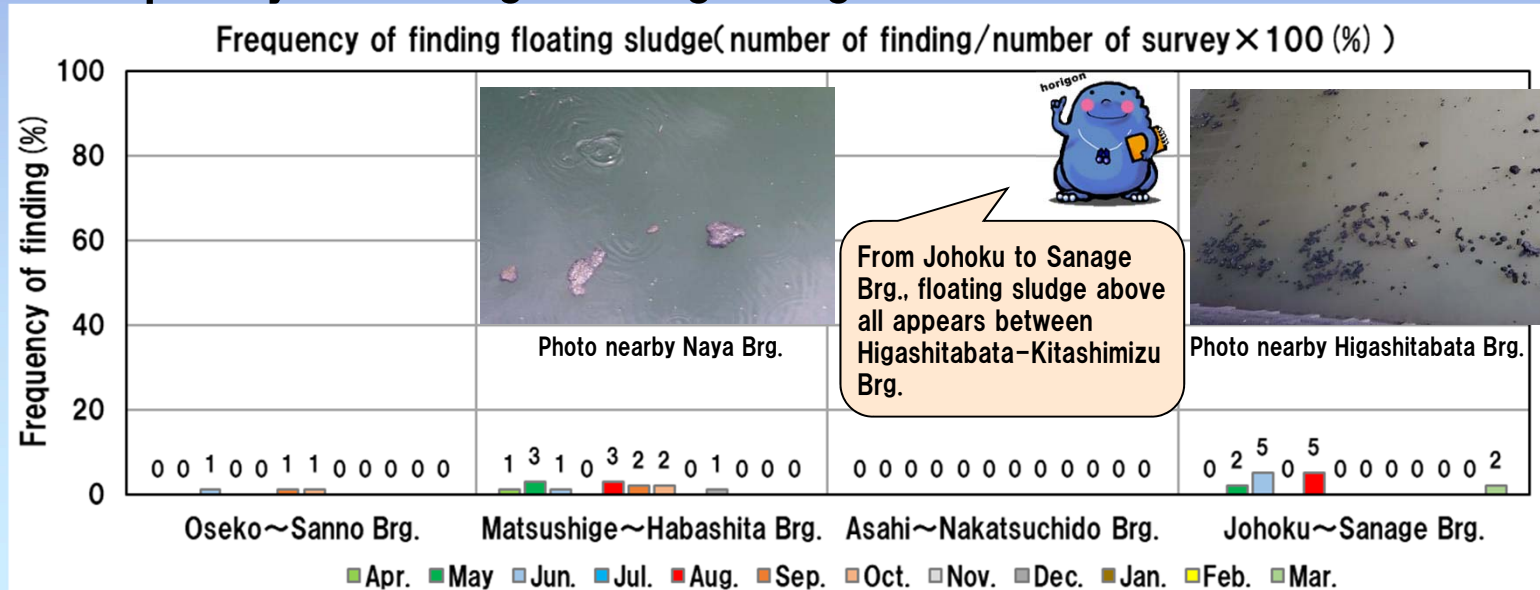 Frequency of finding floating sludge(number of finding/number of survey×100 (%) )
Frequency of finding (%)
100
80
60
40
20
0
horigon
From Johoku to Sanage
Brg., floating sludge above
all appears between
Higashitabata-Kitashimizu
Brg.
Photo nearby Naya Brg.
Photo nearby Higashitabata Brg.
0 0 1 0 0 1 1 0 0 0 0 0
1 3 1 0 3 2 2 0 1 0 0 0
0 0 0 0 0 0 0 0 0 0 0 0
0 2 5 0 5 0 0 0 0 0 0 2
Oseko~Sanno Brg.
Matsushige~Habashita Brg.
Asahi~Nakatsuchido Brg.
Johoku~Sanage Brg.
Apr. May Jun. Jul. Aug. Sep. Oct. Nov. Dec. Jan. Feb. Mar.